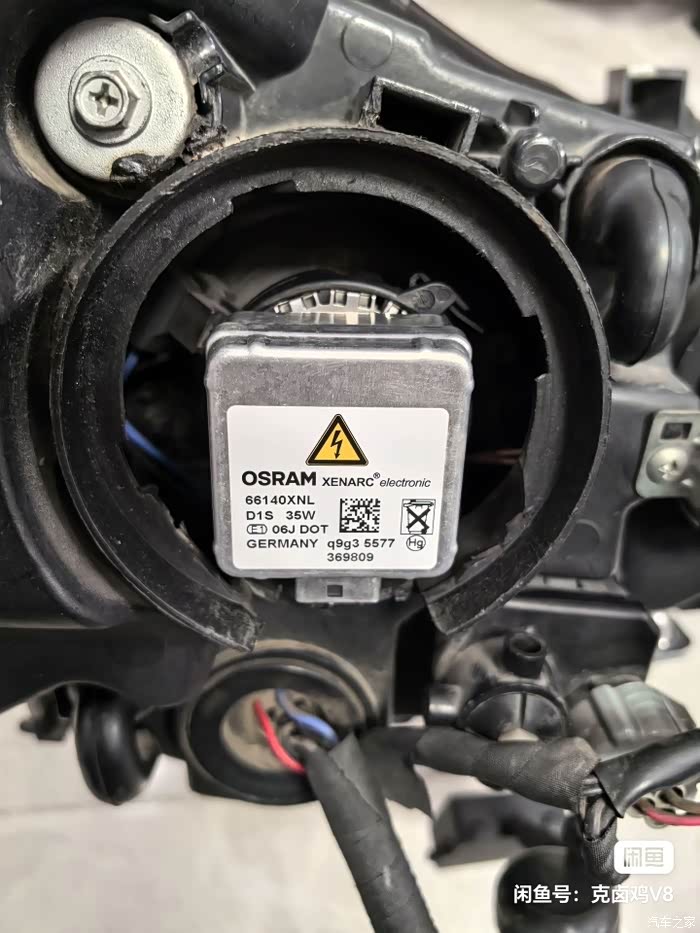 OSRAM XENARC® electronic
66140XNL
D1S 35W
E1 06J DOT
GERMANY q9g3 5577 Hg
369809
闲鱼
闲鱼号：克卤鸡V8
汽车之家